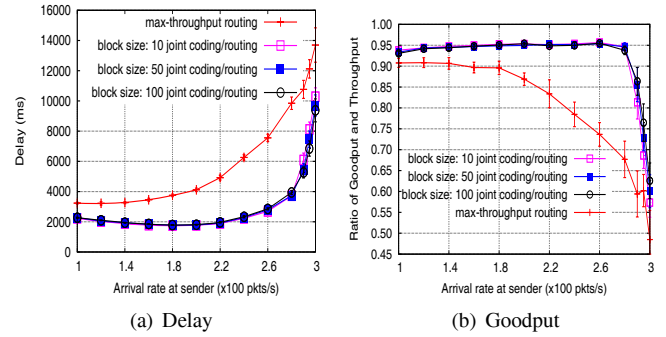 16000
14000
12000
10000
8000
6000
4000
2000
0
Delay
(ms)
max-throughput routing
block size: 10 joint coding/routing
block size: 50 joint coding/routing
block size: 100 joint coding/routing
1 1.4 1.8 2.2 2.6 3
Arrival rate at sender (x100 pkts/s)
(a) Delay
1.00
0.95
0.90
0.85
0.80
0.75
0.70
0.65
0.60
0.55
0.50
0.45
Ratio of Goodput and Throughput
block size: 10 joint coding/routing
block size: 50 joint coding/routing
block size: 100 joint coding/routing
max-throughput routing
1 1.4 1.8 2.2 2.6 3
Arrival rate at sender (x100 pkts/s)
(b) Goodput